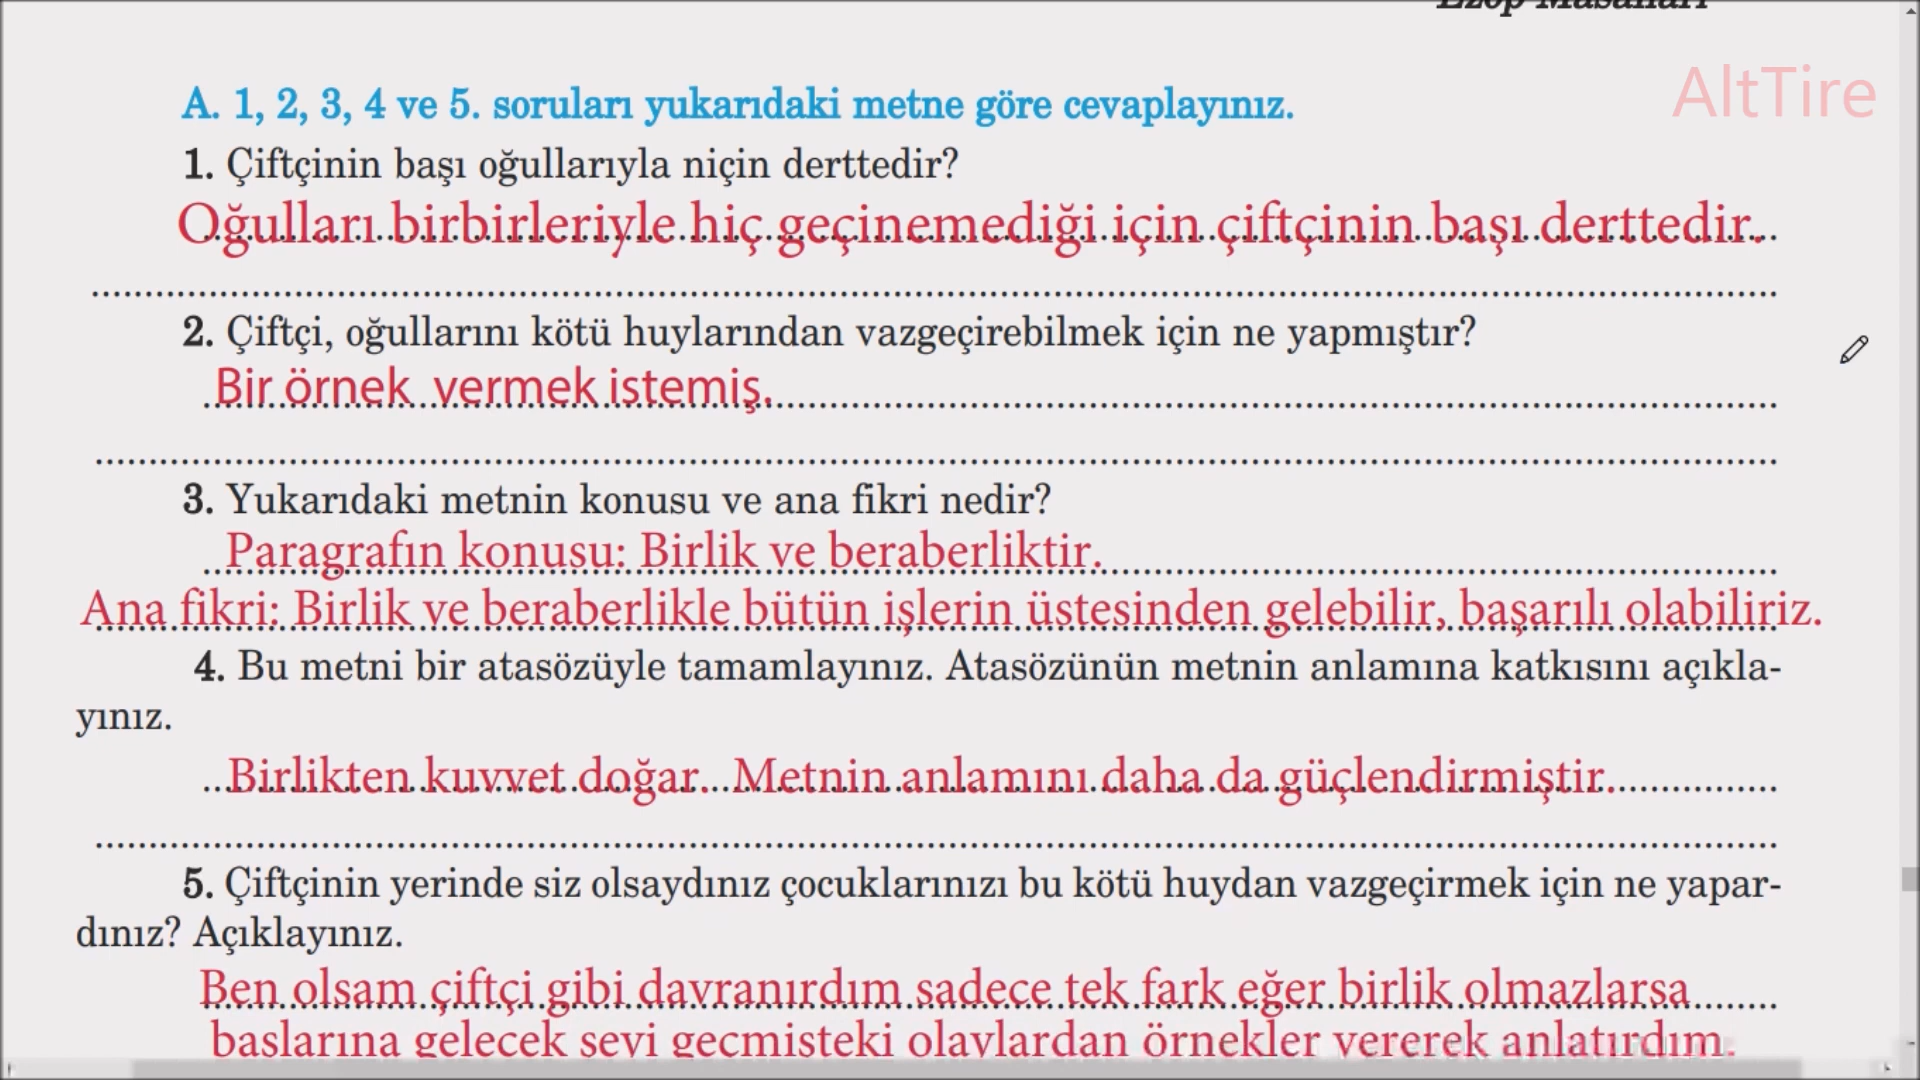 Ezop Masalları
AltTire
A. 1, 2, 3, 4 ve 5. soruları yukarıdaki metne göre cevaplayınız.
1. Çiftçinin başı oğullarıyla niçin derttedir?
Oğulları birbirleriyle hiç geçinemediği için çiftçinin başı derttedir.
2. Çiftçi, oğullarını kötü huylarından vazgeçirebilmek için ne yapmıştır?
Bir örnek vermek istemiş.
3. Yukarıdaki metnin konusu ve ana fikri nedir?
Paragrafın konusu: Birlik ve beraberliktir.
Ana fikri: Birlik ve beraberlikle bütün işlerin üstesinden gelebilir, başarılı olabiliriz.
4. Bu metni bir atasözüyle tamamlayınız. Atasözünün metnin anlamına katkısını açıkla-
yınız.
Birlikten kuvvet doğar. Metnin anlamını daha da güçlendirmiştir.
5. Çiftçinin yerinde siz olsaydınız çocuklarınızı bu kötü huydan vazgeçirmek için ne yapar-
dınız? Açıklayınız.
Ben olsam çiftçi gibi davranırdım sadece tek fark eğer birlik olmazlarsa
başlarına gelecek şeyi geçmişteki olaylardan örnekler vererek anlatırdım.